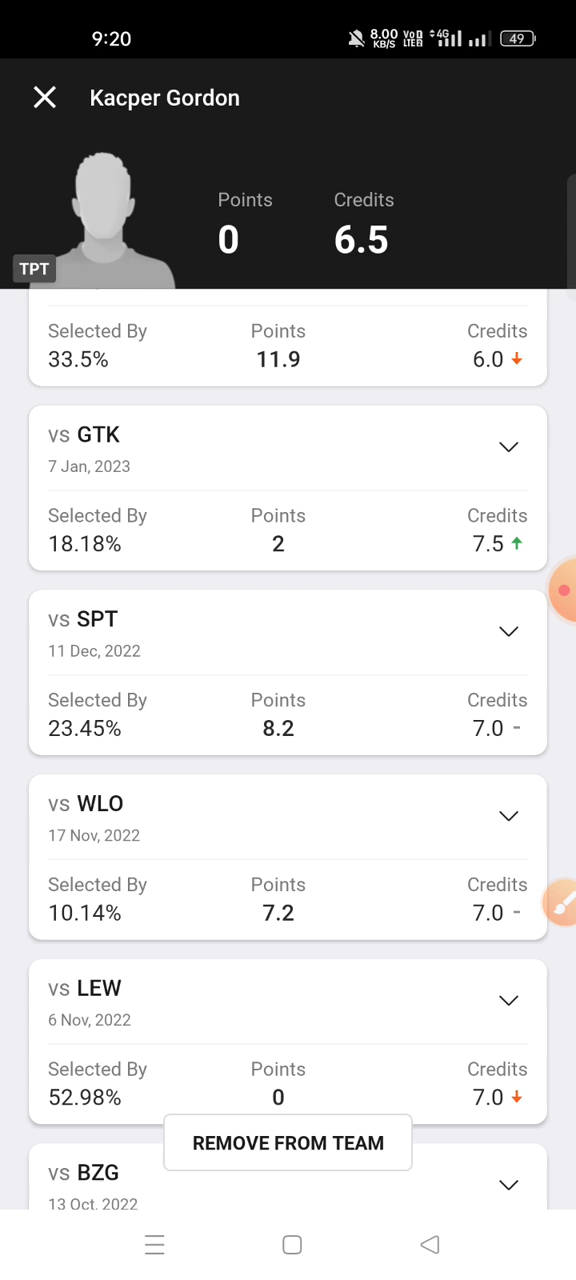 9:20
8.00 KB/S VoD LTEB 4G 49
Kacper Gordon
Points Credits
0 6.5
TPT
Selected By Points Credits
33.5% 11.9 6.0
vs GTK
7 Jan, 2023
Selected By Points Credits
18.18% 2 7.5
vs SPT
11 Dec, 2022
Selected By Points Credits
23.45% 8.2 7.0 -
vs WLO
17 Nov, 2022
Selected By Points Credits
10.14% 7.2 7.0 -
vs LEW
6 Nov, 2022
Selected By Points Credits
52.98% 0 7.0
REMOVE FROM TEAM
vs BZG
13 Oct, 2022